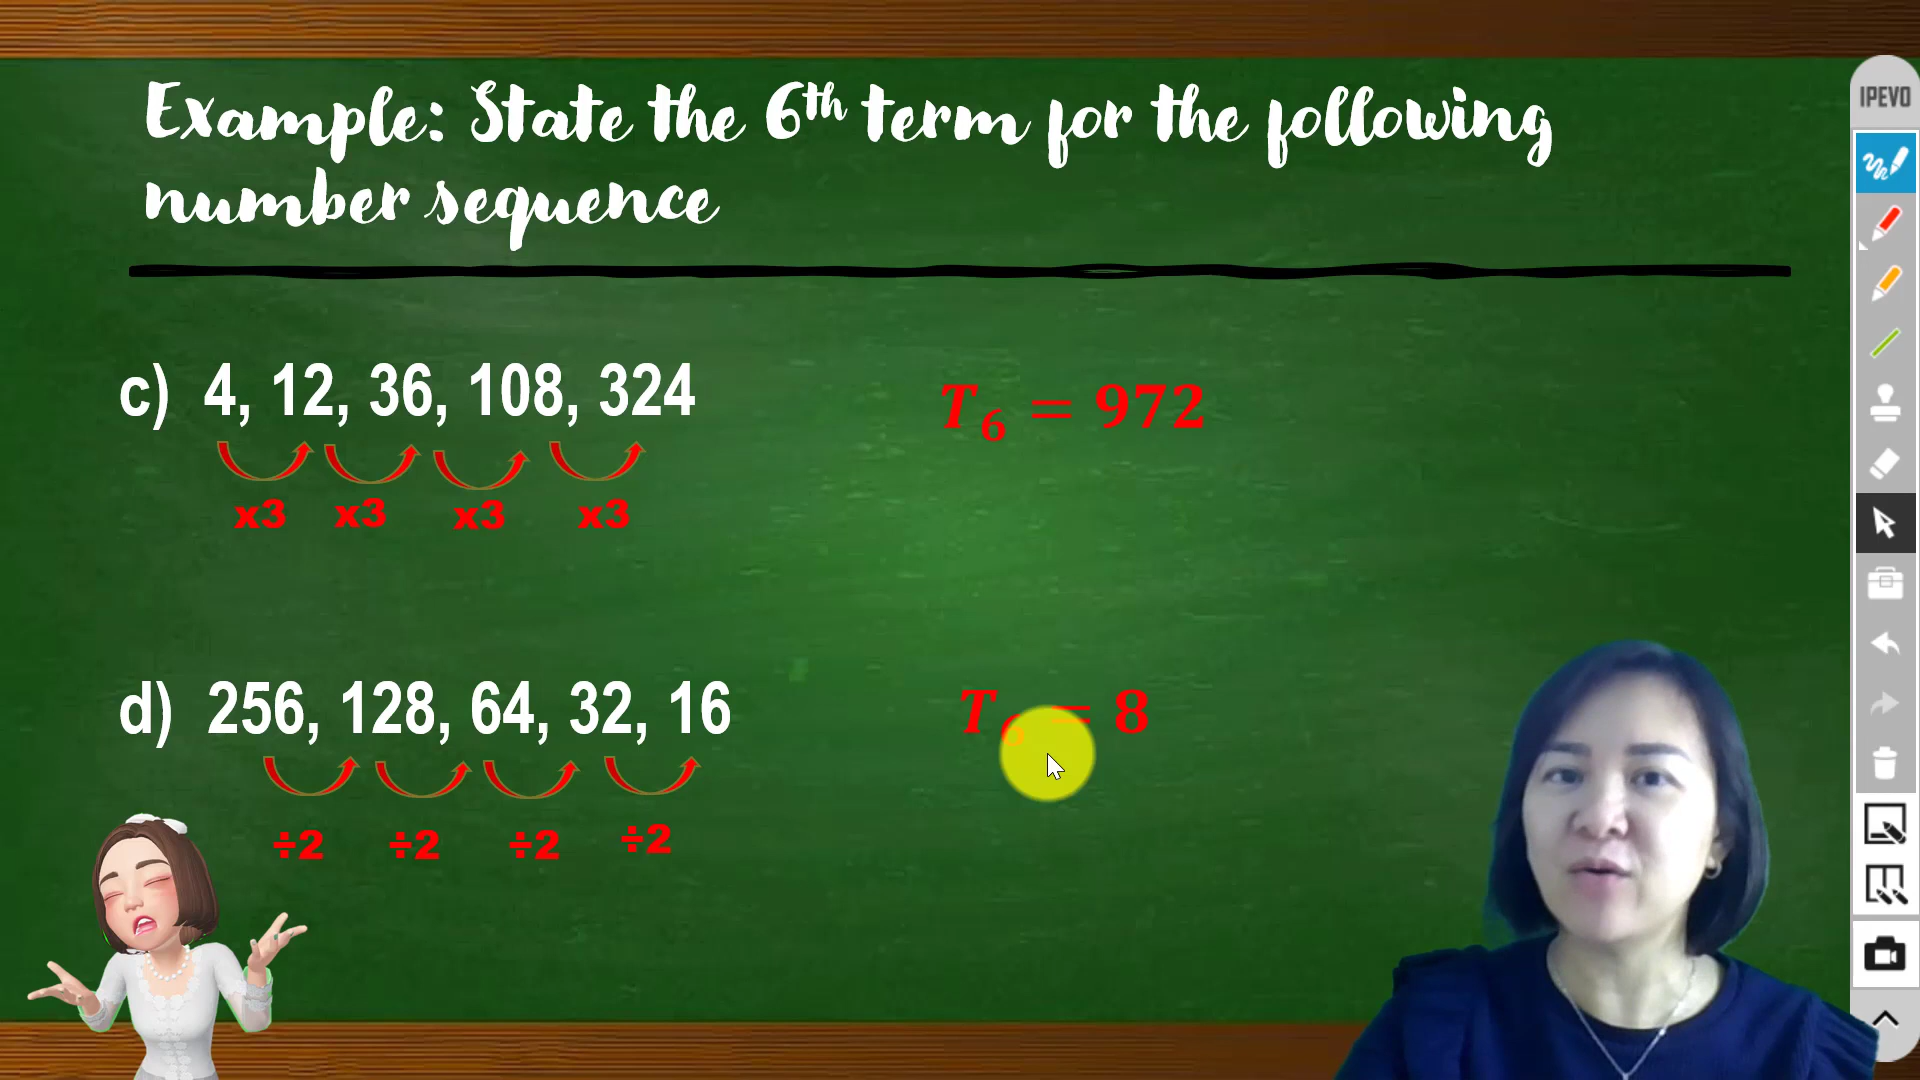 Example: State the 6th term for the following
number sequence
c) 4, 12, 36, 108, 324
T6 = 972
x3 x3 x3 x3
d) 256, 128, 64, 32, 16
T6 = 8
÷2 ÷2 ÷2 ÷2
IPEVO